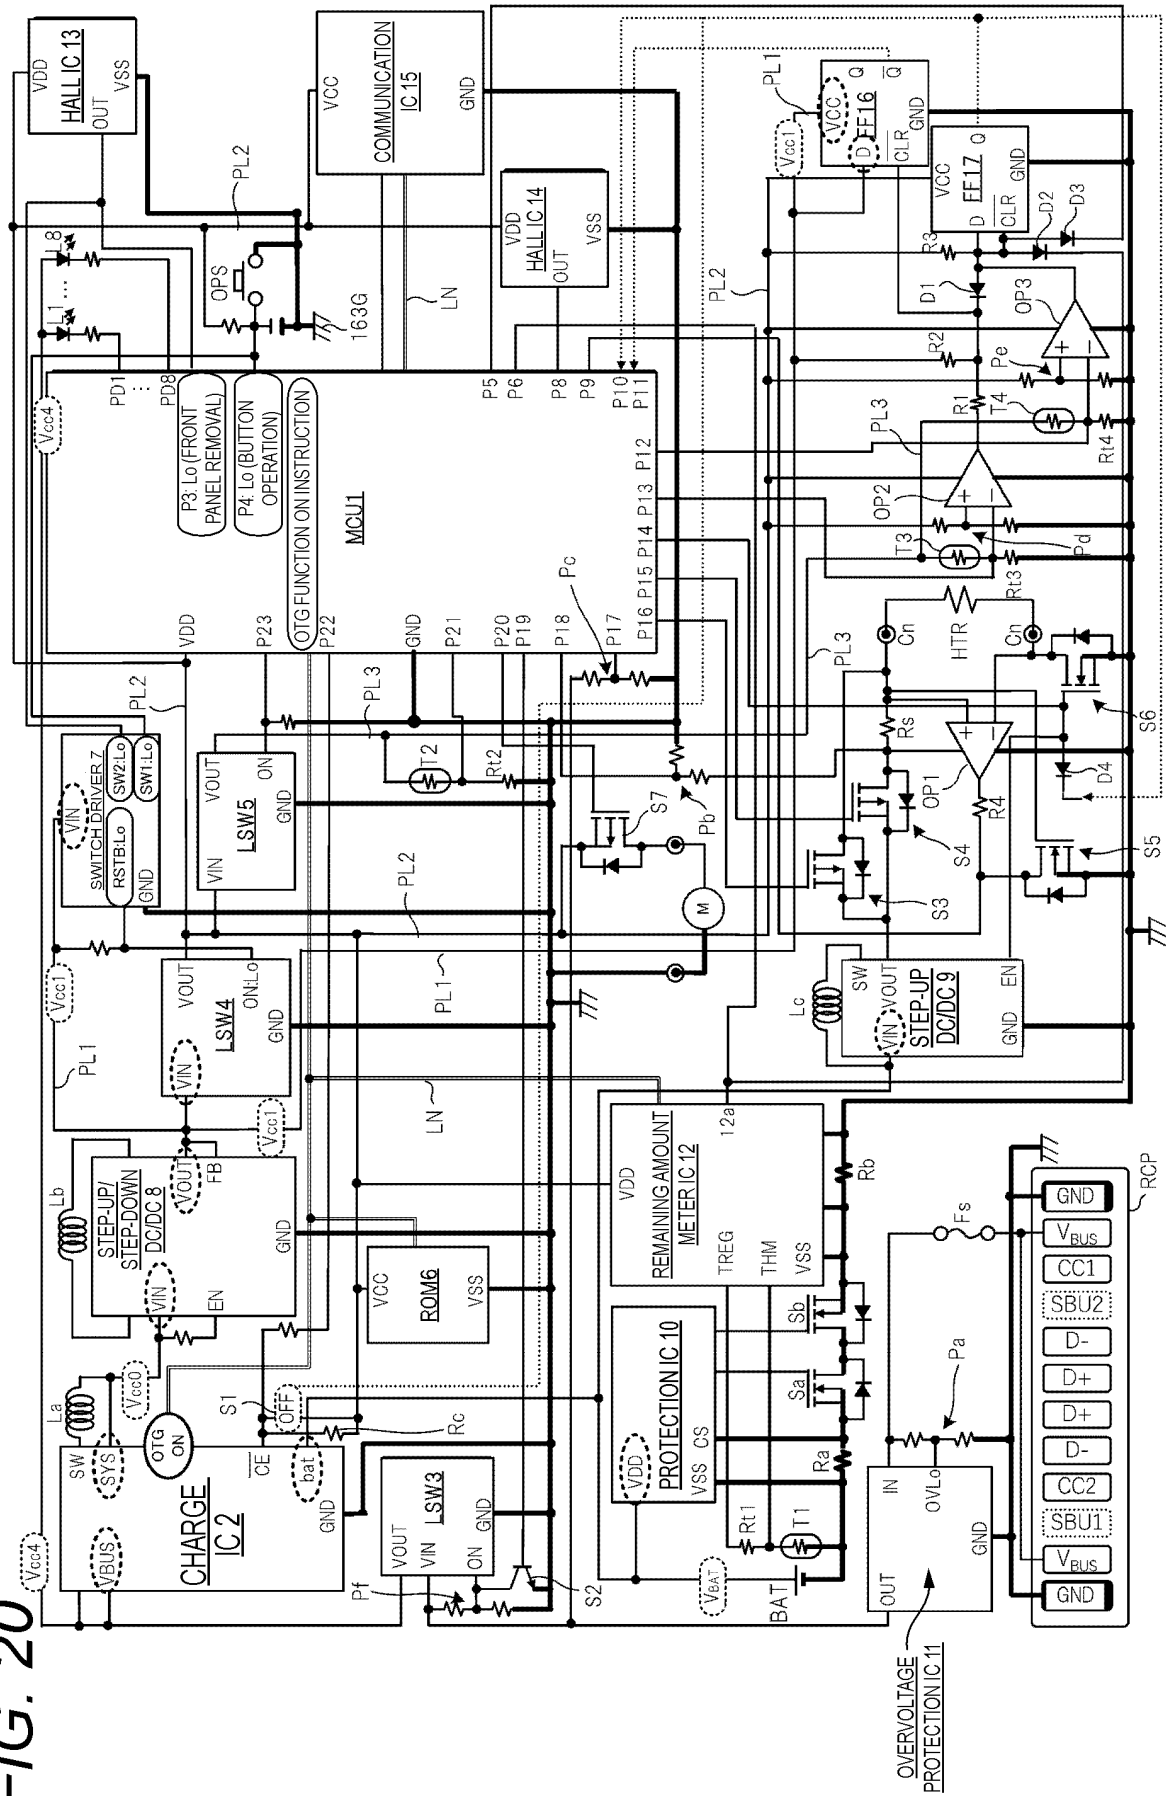 FIG. 20
HALL IC 13
VDD
VSS
OUT
COMMUNICATION
IC 15
VCC
GND
PL2
L1
...
L8
OPS
163G
LN
HALL IC 14
VDD
VSS
OUT
Vcc4
PD1
...
PD8
P3: Lo (FRONT
PANEL REMOVAL)
P4: Lo (BUTTON
OPERATION)
OTG FUNCTION ON INSTRUCTION
MCU1
P5
P6
P8
P9
P10
P11
P12
P13
P14
P15
P16
P17
P18
P19
P20
P21
GND
P22
P23
VDD
PL1
Vcc1
VCC
D
FF16
Q
Q
CLR
GND
VCC
FF17
D
Q
CLR
GND
PL2
R3
D2
D3
D1
R2
R1
OP3
Pe
T4
Rt4
PL3
OP2
T3
Pd
Rt3
Cn
HTR
Cn
PL3
Rs
OP1
S6
D4
R4
S5
S4
S3
Pc
Pb
S7
M
PL2
PL3
T2
Rt2
SWITCH DRIVER 7
VIN
SW2:Lo
SW1:Lo
RSTB:Lo
GND
LSW5
VOUT
ON
VIN
GND
PL2
PL1
Vcc1
PL1
LSW4
VOUT
ON:Lo
VIN
GND
Vcc1
LN
Lb
STEP-UP/
STEP-DOWN
DC/DC 8
VOUT
FB
VIN
EN
GND
ROM6
VCC
VSS
La
Vcc0
S1
OFF
Rc
CHARGE
IC 2
SW
SYS
OTG
ON
CE
bat
GND
VBUS
Vcc4
LSW3
VOUT
VIN
ON
GND
Pf
S2
Lc
STEP-UP
DC/DC 9
SW
VOUT
VIN
EN
GND
REMAINING AMOUNT
METER IC 12
VDD
12a
TREG
THM
VSS
Rb
PROTECTION IC 10
VDD
VSS
CS
Sb
Sa
Ra
Rt1
T1
VBAT
BAT
OVERVOLTAGE
PROTECTION IC 11
IN
OVLo
OUT
GND
Pa
Fs
RCP
GND
VBUS
CC1
SBU2
D-
D+
D+
D-
CC2
SBU1
VBUS
GND